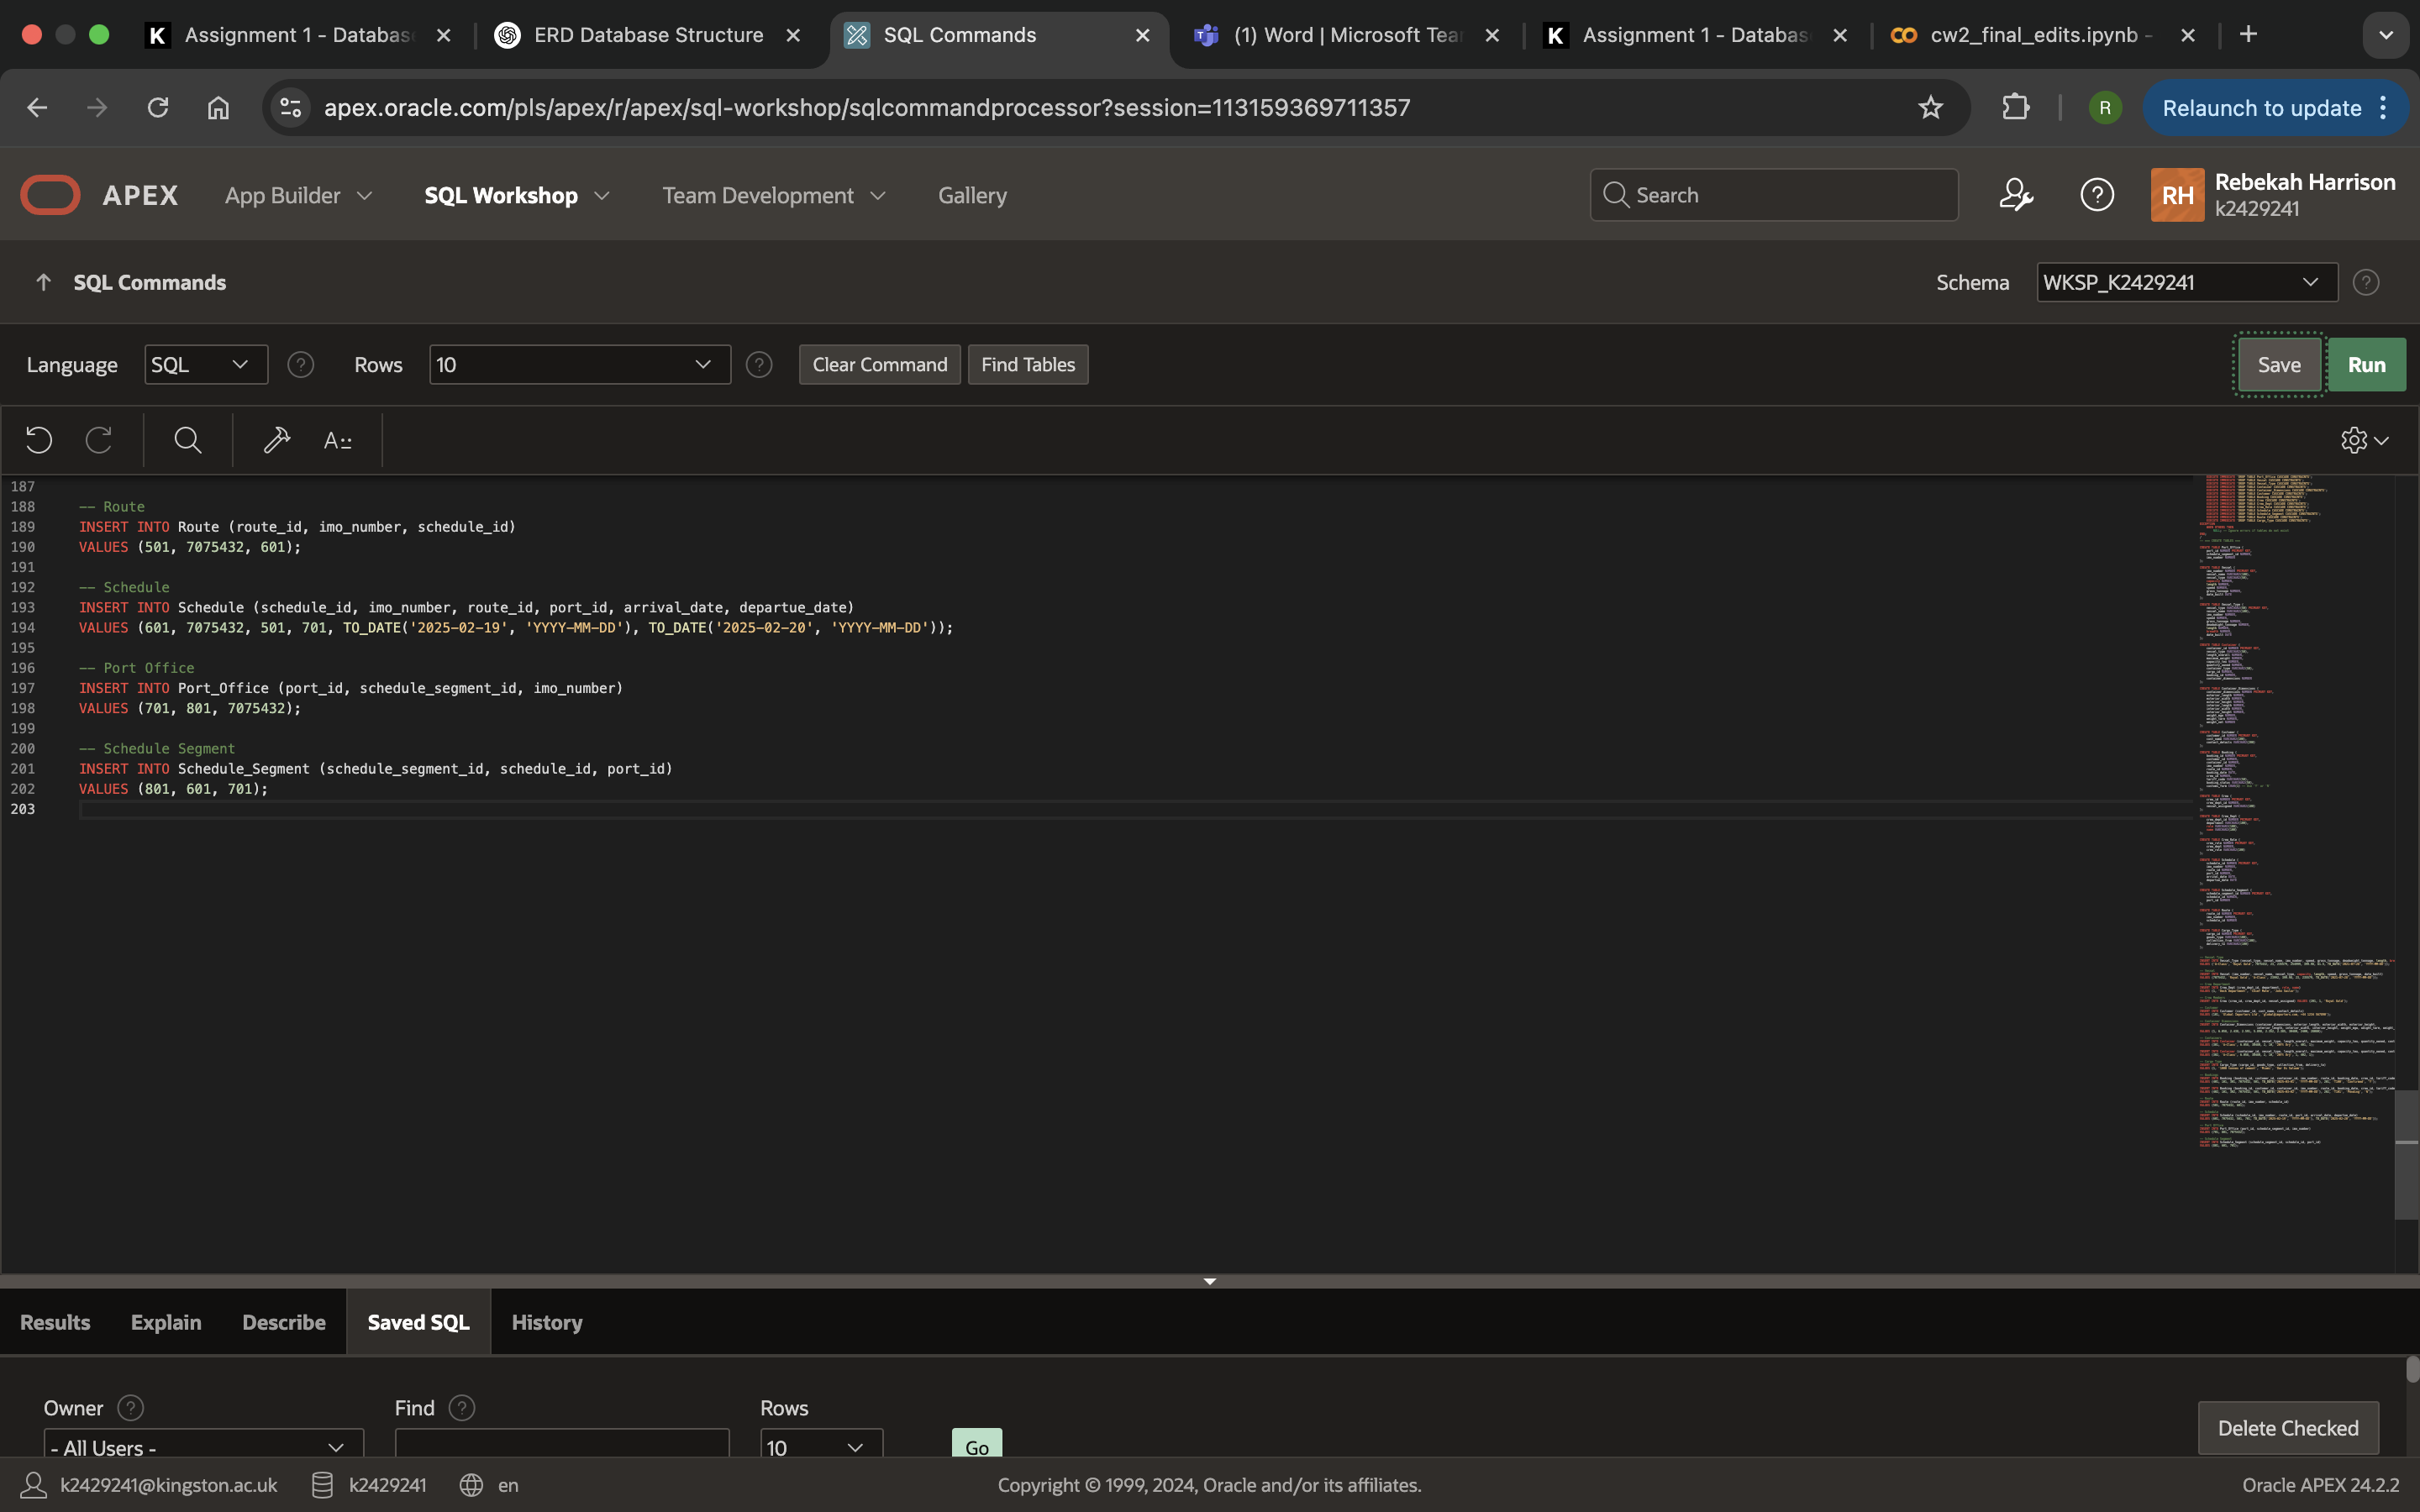 Assignment 1 - Databas
ERD Database Structure
SQL Commands
(1) Word | Microsoft Tea
Assignment 1 - Databas
cw2_final_edits.ipynb -
apex.oracle.com/pls/apex/r/apex/sql-workshop/sqlcommandprocessor?session=113159369711357
R
Relaunch to update
APEX
App Builder
SQL Workshop
Team Development
Gallery
Search
RH
Rebekah Harrison
k2429241
SQL Commands
Schema
WKSP_K2429241
Language
SQL
Rows
10
Clear Command
Find Tables
Save
Run
187
188 -- Route
189 INSERT INTO Route (route_id, imo_number, schedule_id)
190 VALUES (501, 7075432, 601);
191
192 -- Schedule
193 INSERT INTO Schedule (schedule_id, imo_number, route_id, port_id, arrival_date, departue_date)
194 VALUES (601, 7075432, 501, 701, TO_DATE('2025-02-19', 'YYYY-MM-DD'), TO_DATE('2025-02-20', 'YYYY-MM-DD'));
195
196 -- Port Office
197 INSERT INTO Port_Office (port_id, schedule_segment_id, imo_number)
198 VALUES (701, 801, 7075432);
199
200 -- Schedule Segment
201 INSERT INTO Schedule_Segment (schedule_segment_id, schedule_id, port_id)
202 VALUES (801, 601, 701);
203
Results
Explain
Describe
Saved SQL
History
Owner
Find
Rows
- All Users -
10
Go
Delete Checked
k2429241@kingston.ac.uk
k2429241
en
Copyright © 1999, 2024, Oracle and/or its affiliates.
Oracle APEX 24.2.2